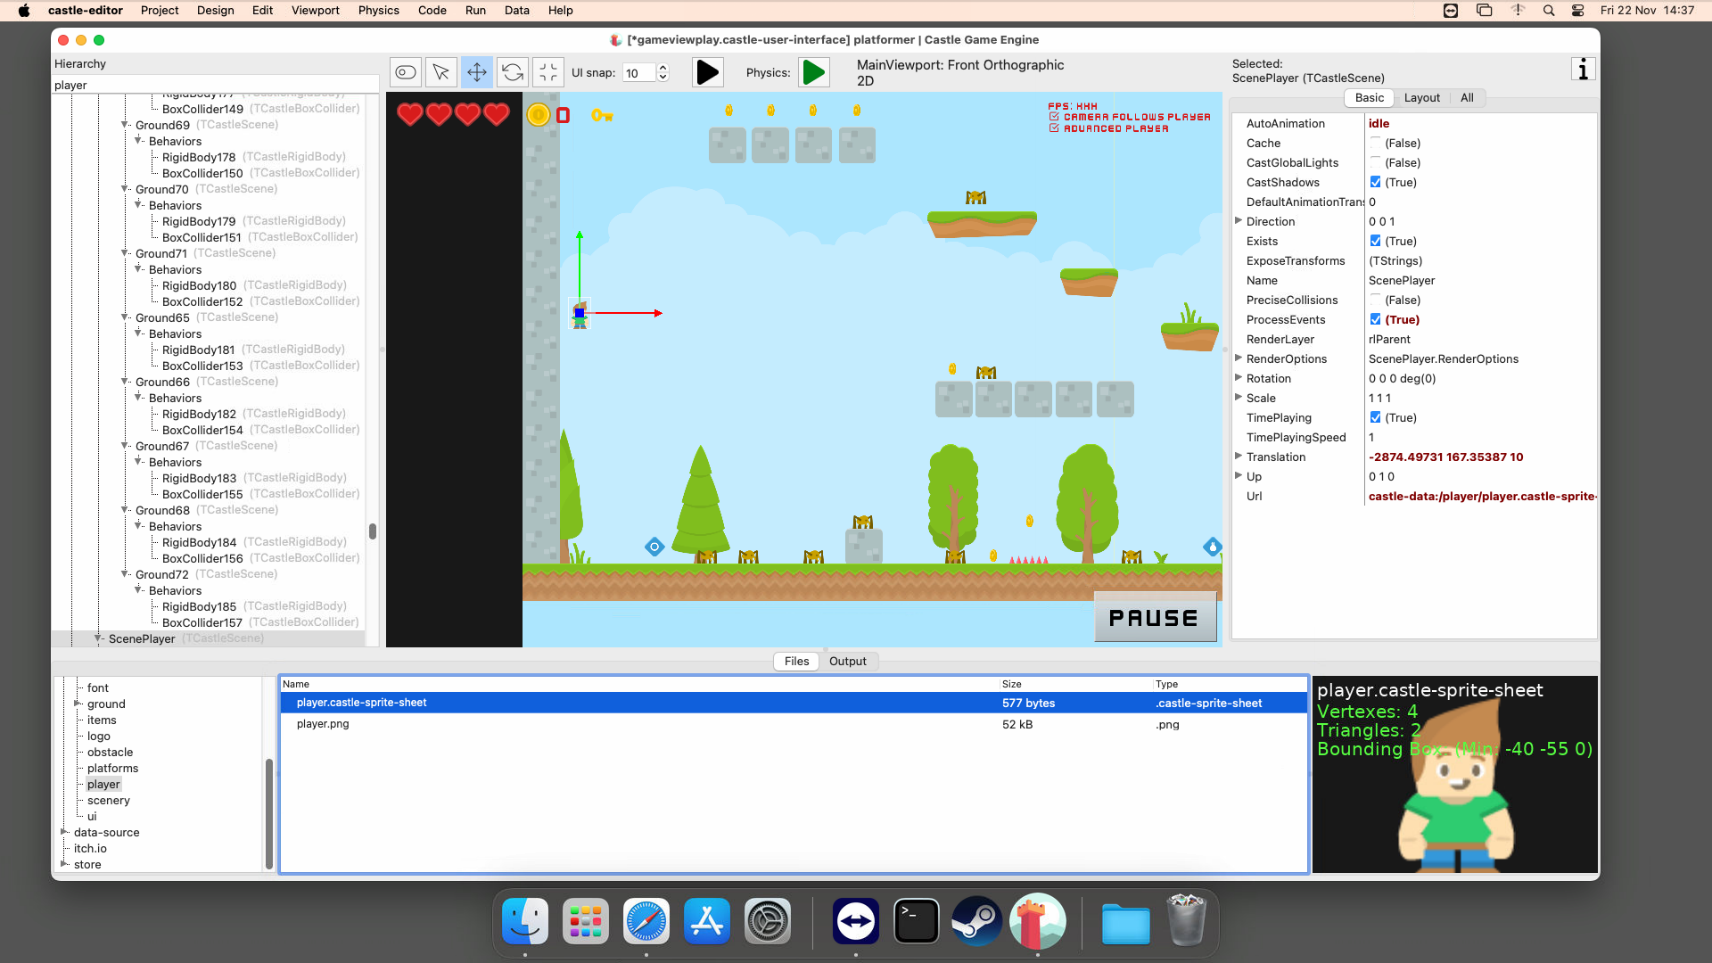 castle-editor Project Design Edit Viewport Physics Code Run Data Help Fri 22 Nov 14:37
[*gameviewplay.castle-user-interface] platformer | Castle Game Engine
Hierarchy
player
BoxCollider149 (TCastleBoxCollider)
Ground69 (TCastleScene)
Behaviors
RigidBody178 (TCastleRigidBody)
BoxCollider150 (TCastleBoxCollider)
Ground70 (TCastleScene)
Behaviors
RigidBody179 (TCastleRigidBody)
BoxCollider151 (TCastleBoxCollider)
Ground71 (TCastleScene)
Behaviors
RigidBody180 (TCastleRigidBody)
BoxCollider152 (TCastleBoxCollider)
Ground65 (TCastleScene)
Behaviors
RigidBody181 (TCastleRigidBody)
BoxCollider153 (TCastleBoxCollider)
Ground66 (TCastleScene)
Behaviors
RigidBody182 (TCastleRigidBody)
BoxCollider154 (TCastleBoxCollider)
Ground67 (TCastleScene)
Behaviors
RigidBody183 (TCastleRigidBody)
BoxCollider155 (TCastleBoxCollider)
Ground68 (TCastleScene)
Behaviors
RigidBody184 (TCastleRigidBody)
BoxCollider156 (TCastleBoxCollider)
Ground72 (TCastleScene)
Behaviors
RigidBody185 (TCastleRigidBody)
BoxCollider157 (TCastleBoxCollider)
ScenePlayer (TCastleScene)
UI snap: 10 Physics: MainViewport: Front Orthographic
2D
0
FPS: XXX
CAMERA FOLLOWS PLAYER
ADVANCED PLAYER
PAUSE
Selected:
ScenePlayer (TCastleScene)
Basic Layout All
AutoAnimation idle
Cache (False)
CastGlobalLights (False)
CastShadows (True)
DefaultAnimationTran 0
Direction 0 0 1
Exists (True)
ExposeTransforms (TStrings)
Name ScenePlayer
PreciseCollisions (False)
ProcessEvents (True)
RenderLayer rlParent
RenderOptions ScenePlayer.RenderOptions
Rotation 0 0 0 deg(0)
Scale 1 1 1
TimePlaying (True)
TimePlayingSpeed 1
Translation -2874.49731 167.35387 10
Up 0 1 0
Url castle-data:/player/player.castle-sprite-
Files Output
font
ground
items
logo
obstacle
platforms
player
scenery
ui
data-source
itch.io
store
Name Size Type
player.castle-sprite-sheet 577 bytes .castle-sprite-sheet
player.png 52 kB .png
player.castle-sprite-sheet
Vertexes: 4
Triangles: 2
Bounding Box: (Min: -40 -55 0)